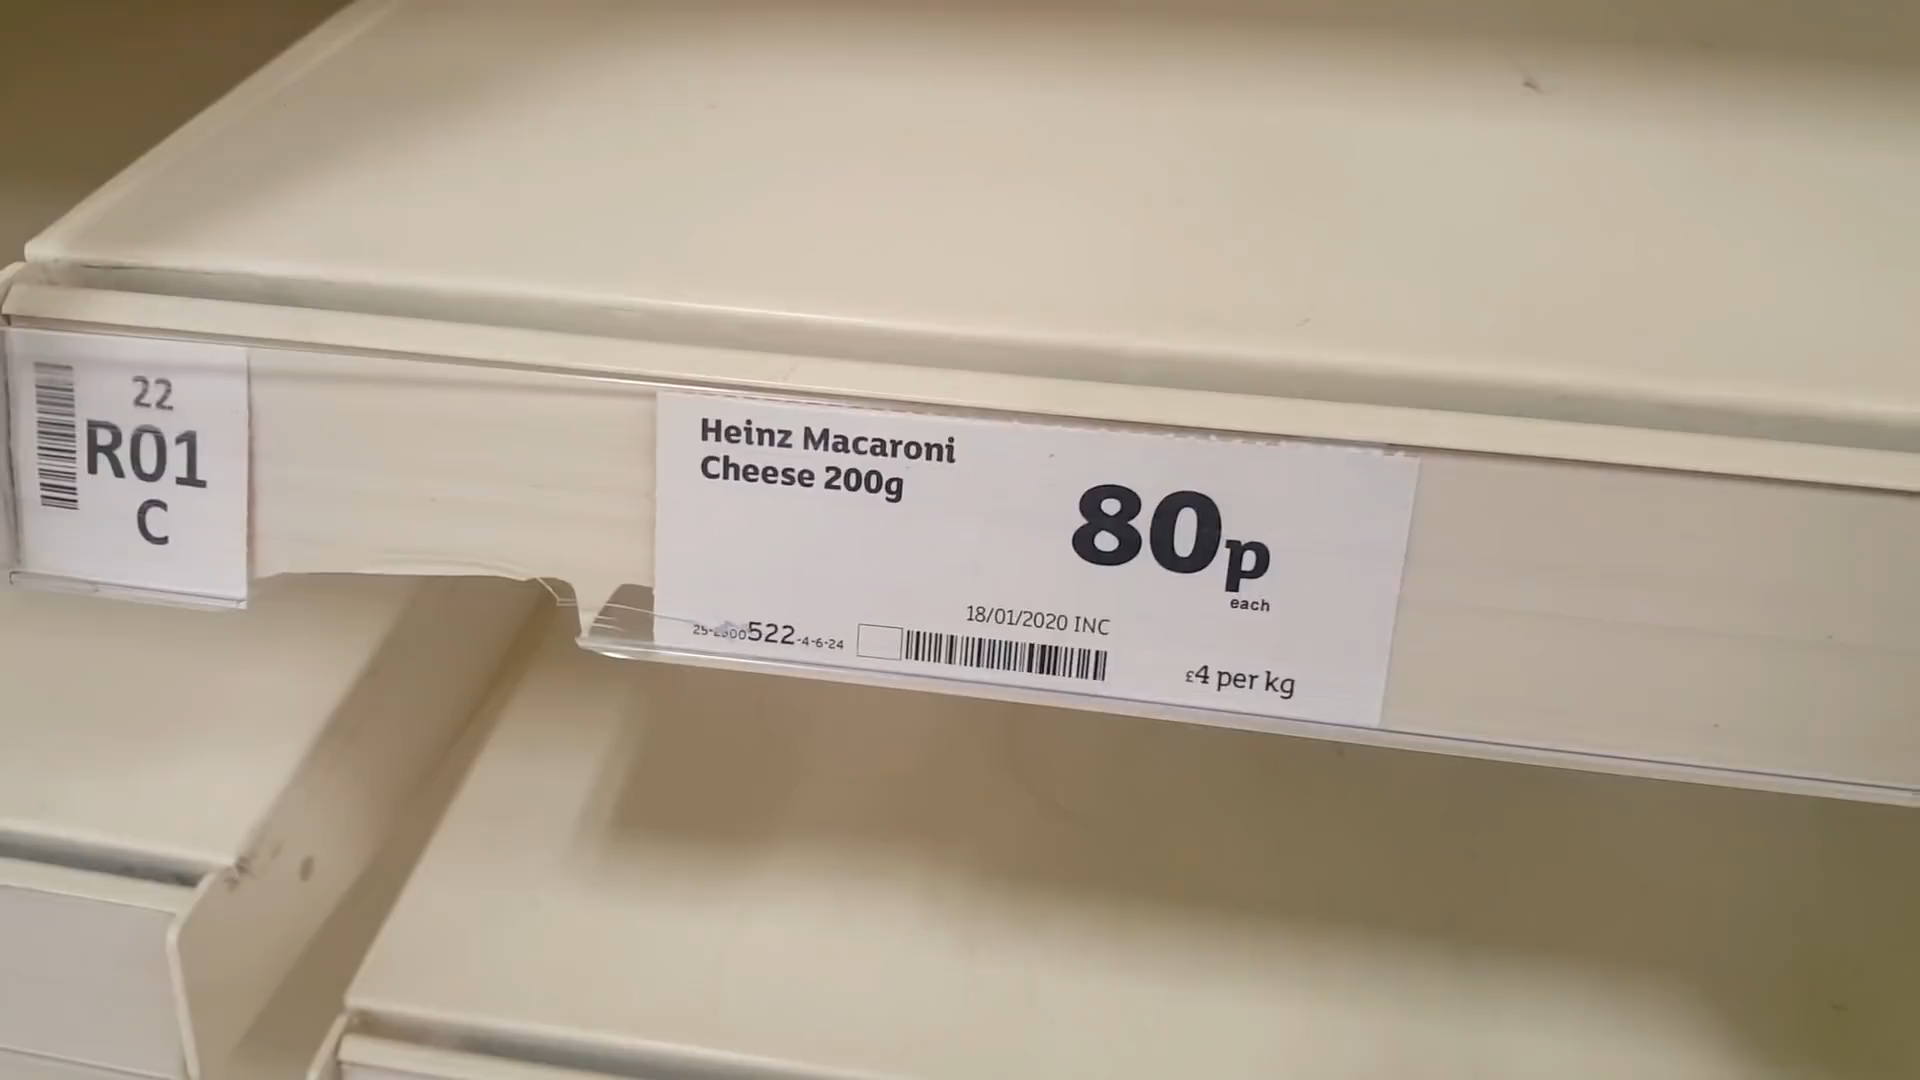 22
R01
C
Heinz Macaroni
Cheese 200g
80p
each
18/01/2020 INC
522-4-6-24
£4 per kg